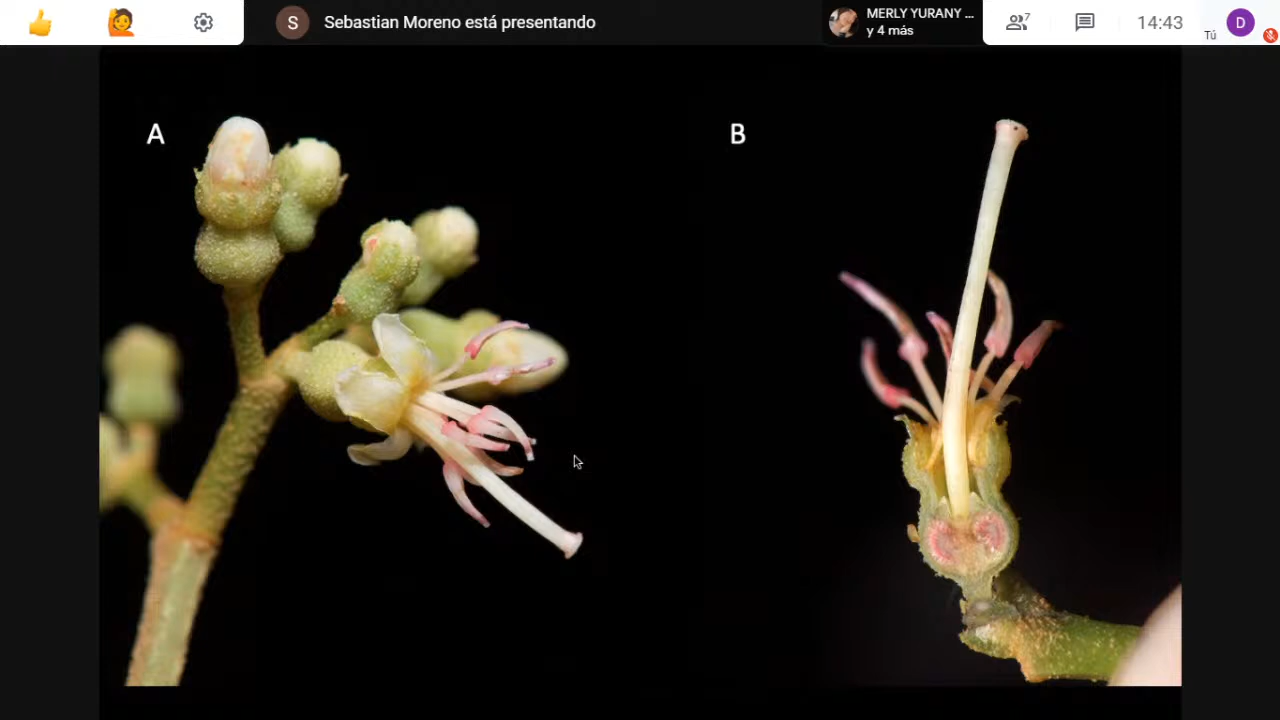 S Sebastian Moreno está presentando
MERLY YURANY ...
y 4 más
7
14:43
Tú
D
A
B